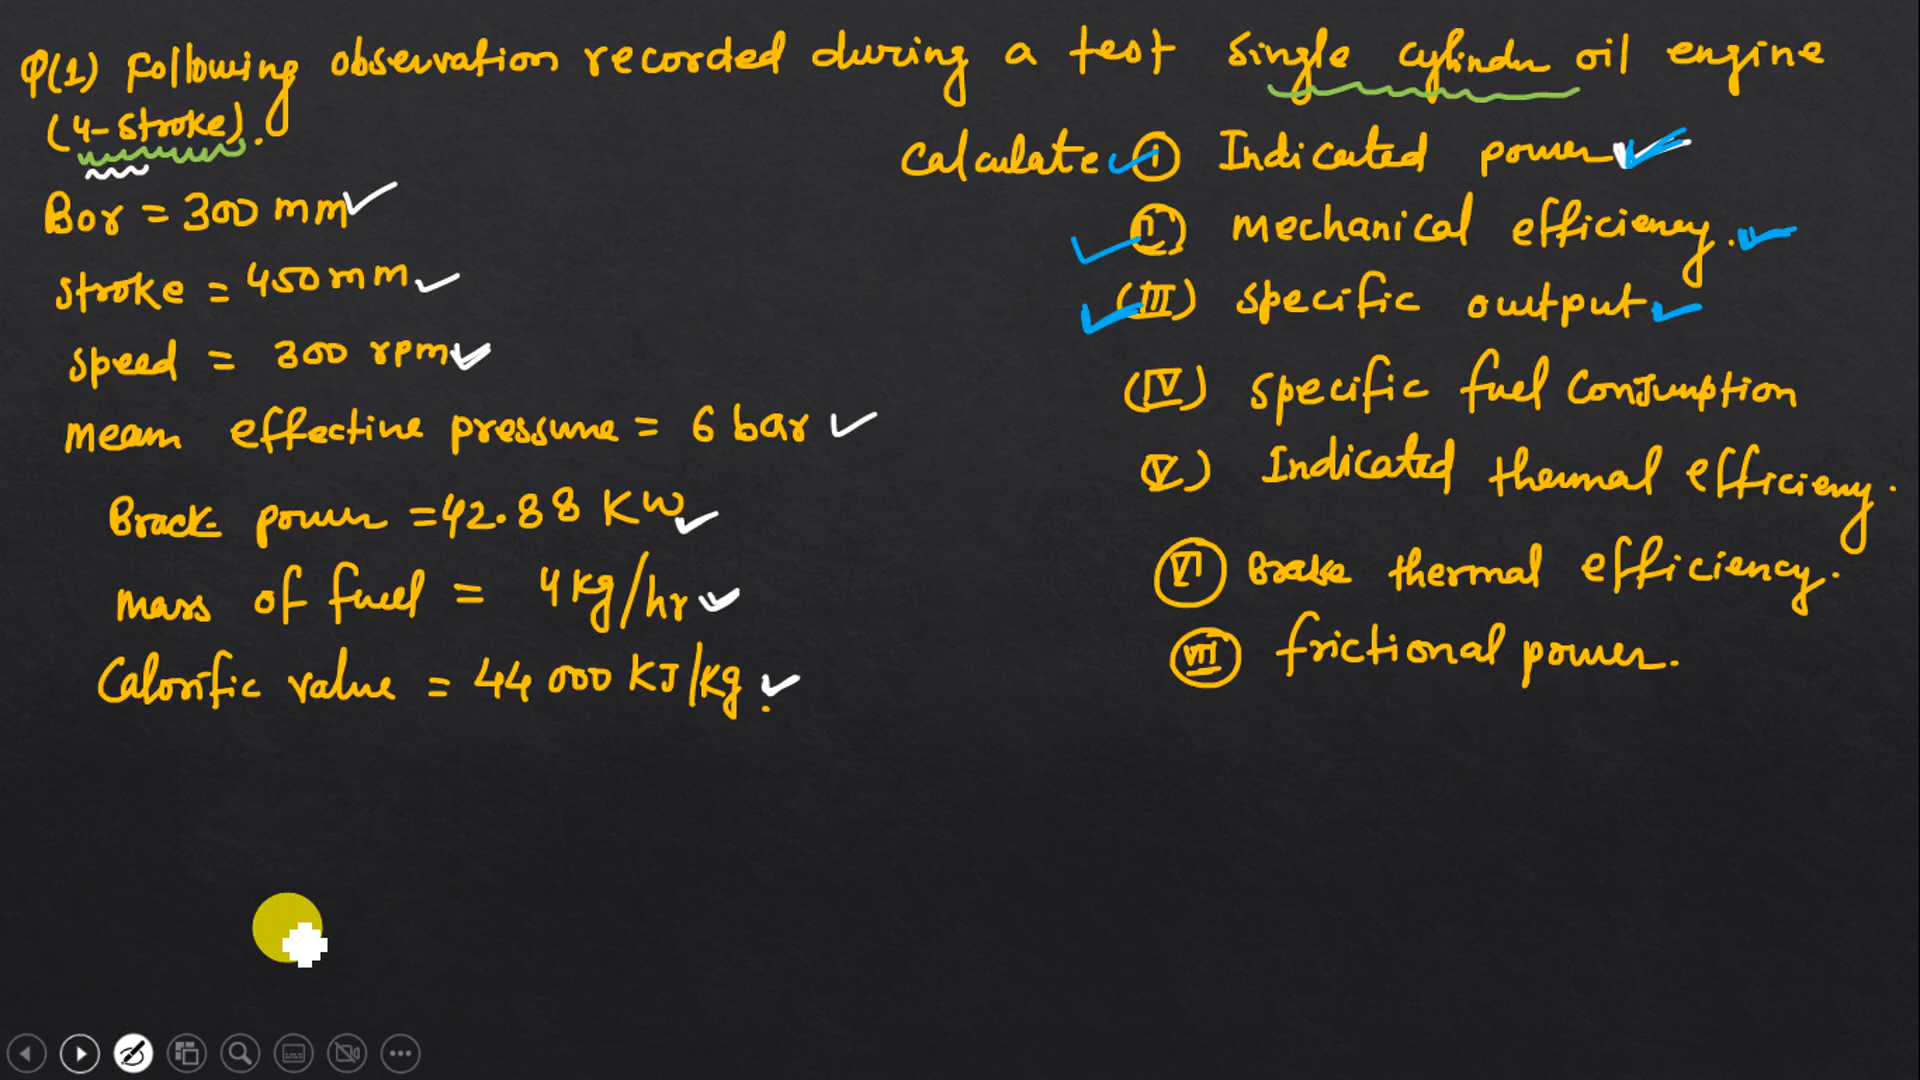 Q(1) Following observation recorded during a test single cylinder oil engine
(4-stroke).
Bor = 300 mm
stroke = 450 mm
speed = 300 rpm
mean effective pressure = 6 bar
Brack power = 42.88 KW
mass of fuel = 4 kg/hr
Calorific value = 44 000 KJ/kg.
Calculate (I) Indicated power
(II) mechanical efficiency.
(III) specific output
(IV) specific fuel Consumption
(V) Indicated thermal efficiency.
(VI) Brake thermal efficiency.
(VII) frictional power.